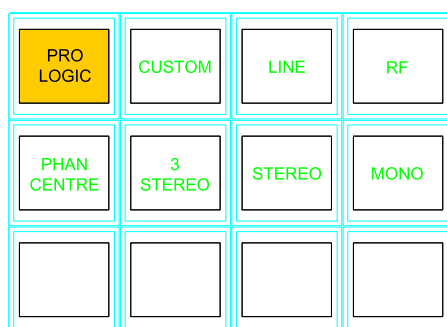 PRO
LOGIC
CUSTOM
LINE
RF
PHAN
CENTRE
3
STEREO
STEREO
MONO